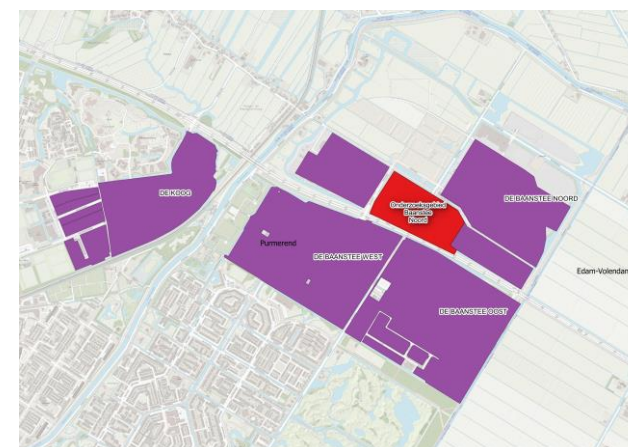 DE KOOG
DE BAANSTEE NOORD
Onderzoeksgebied
Baanstee
Noord
Purmerend
DE BAANSTEE WEST
Edam-Volendam
DE BAANSTEE OOST